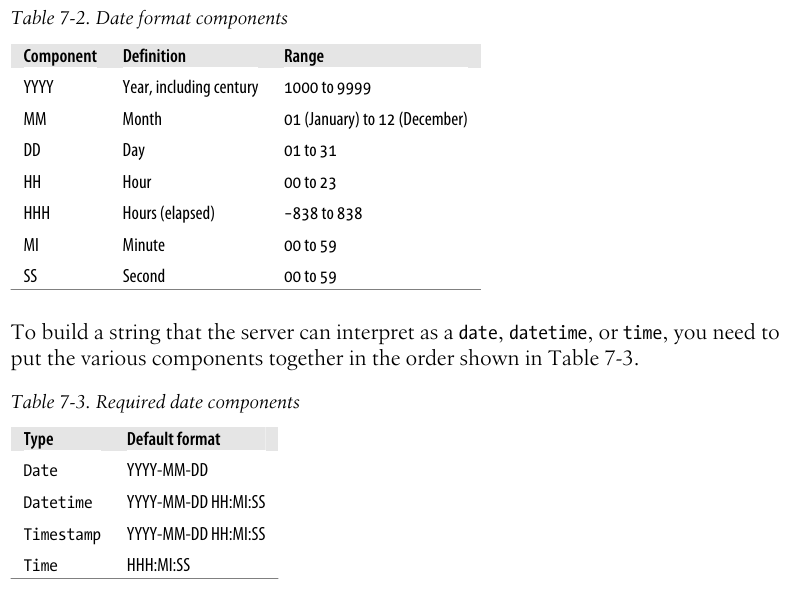 Table 7-2. Date format components
Component Definition Range
YYYY Year, including century 1000 to 9999
MM Month 01 (January) to 12 (December)
DD Day 01 to 31
HH Hour 00 to 23
HHH Hours (elapsed) −838 to 838
MI Minute 00 to 59
SS Second 00 to 59
To build a string that the server can interpret as a date, datetime, or time, you need to
put the various components together in the order shown in Table 7-3.
Table 7-3. Required date components
Type Default format
Date YYYY-MM-DD
Datetime YYYY-MM-DD HH:MI:SS
Timestamp YYYY-MM-DD HH:MI:SS
Time HHH:MI:SS